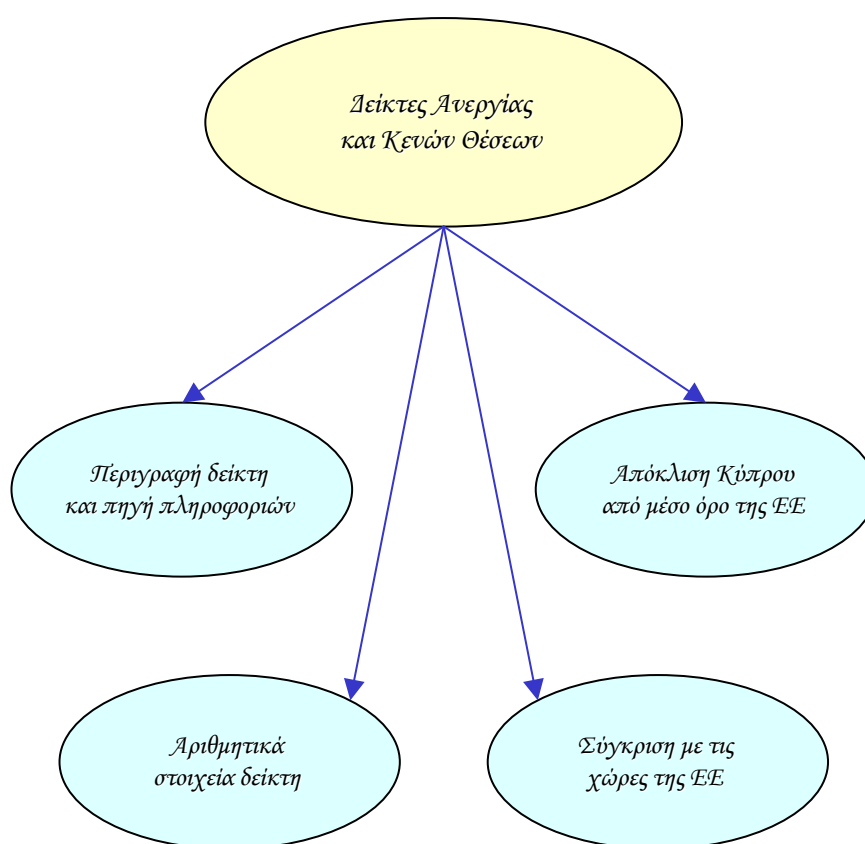 Δείκτες Ανεργίας
και Κενών Θέσεων
Περιγραφή δείκτη
και πηγή πληροφοριών
Απόκλιση Κύπρου
από μέσο όρο της ΕΕ
Αριθμητικά
στοιχεία δείκτη
Σύγκριση με τις
χώρες της ΕΕ